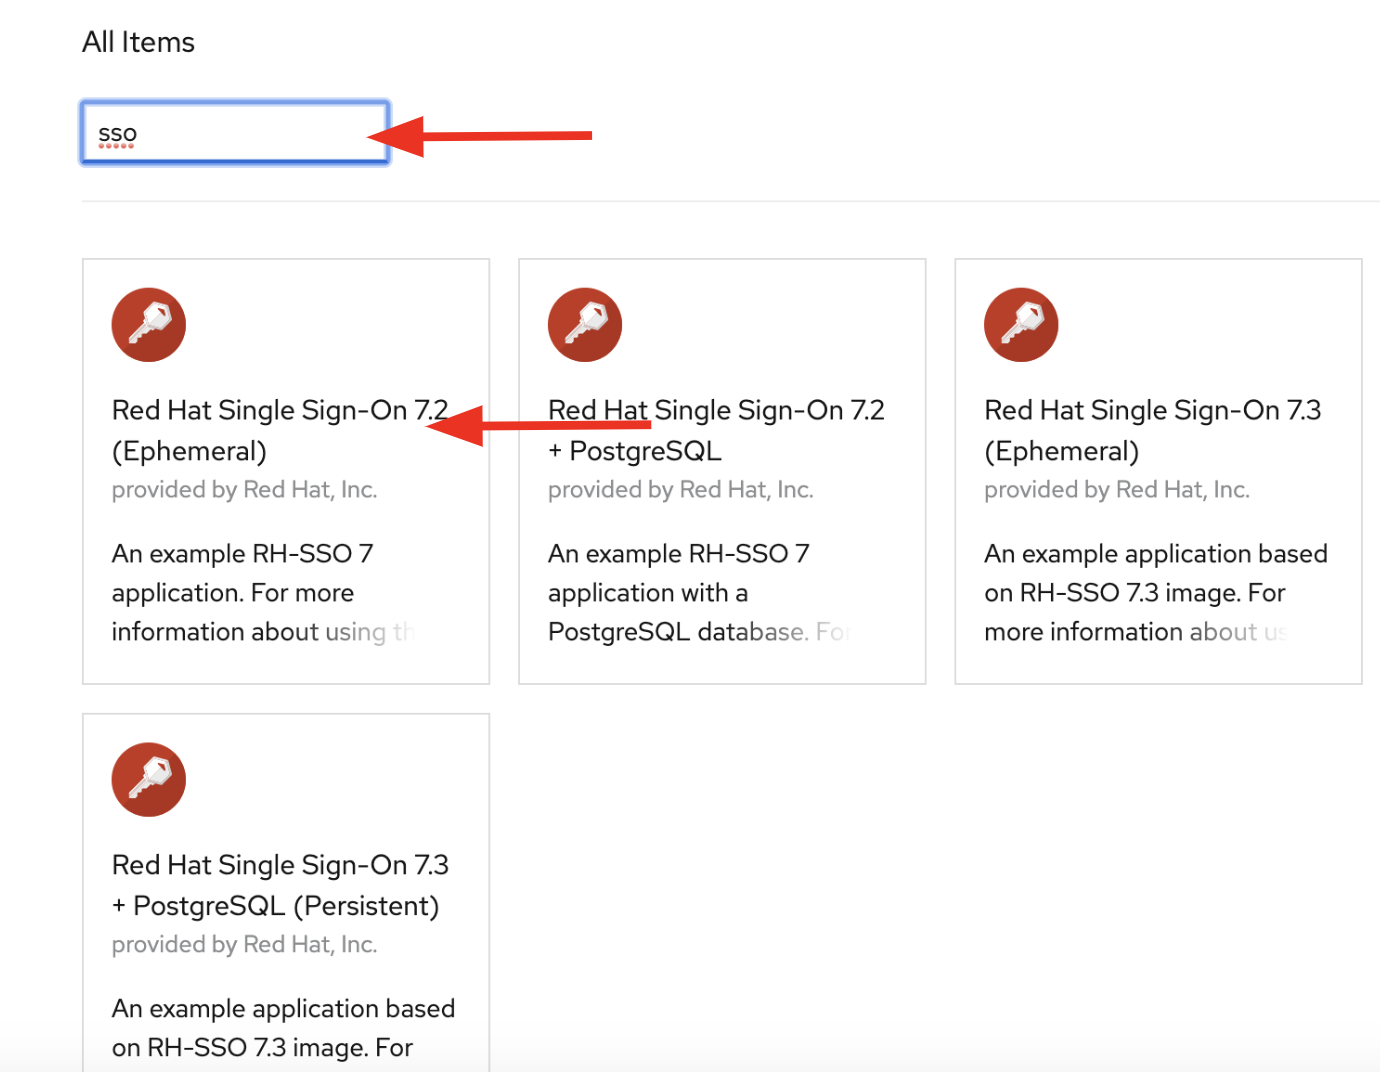 All Items
sso
Red Hat Single Sign-On 7.2
(Ephemeral)
provided by Red Hat, Inc.
An example RH-SSO 7
application. For more
information about using th
Red Hat Single Sign-On 7.2
+ PostgreSQL
provided by Red Hat, Inc.
An example RH-SSO 7
application with a
PostgreSQL database. For
Red Hat Single Sign-On 7.3
(Ephemeral)
provided by Red Hat, Inc.
An example application based
on RH-SSO 7.3 image. For
more information about us
Red Hat Single Sign-On 7.3
+ PostgreSQL (Persistent)
provided by Red Hat, Inc.
An example application based
on RH-SSO 7.3 image. For